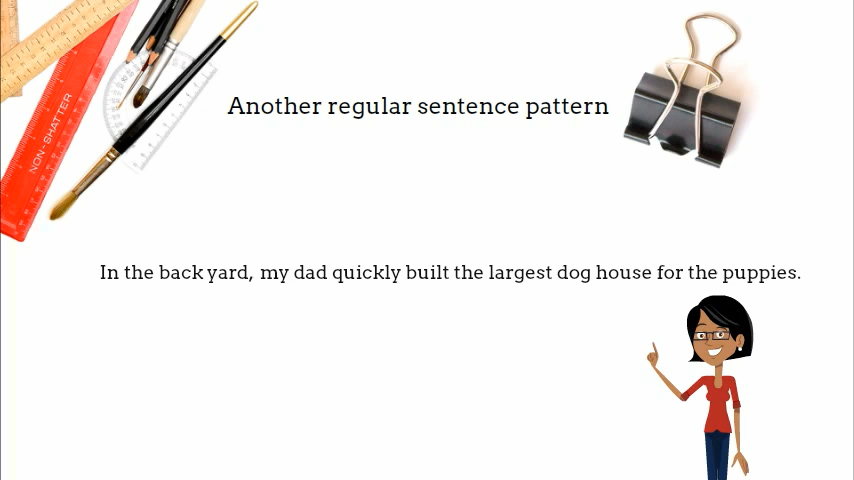 NON-SHATTER
Another regular sentence pattern
In the back yard, my dad quickly built the largest dog house for the puppies.